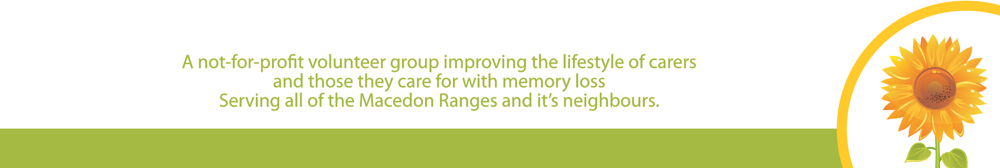 A not-for-profit volunteer group improving the lifestyle of carers
and those they care for with memory loss
Serving all of the Macedon Ranges and it’s neighbours.